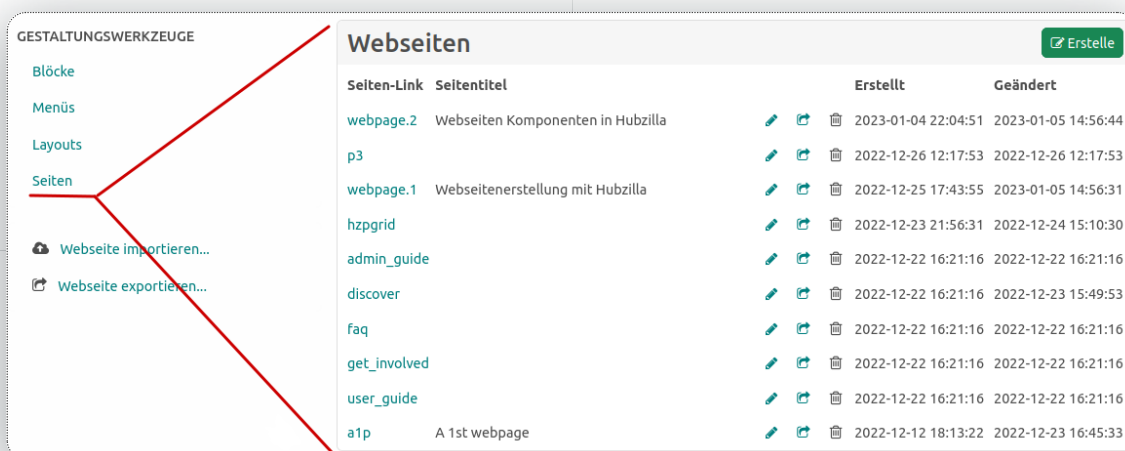 GESTALTUNGSWERKZEUGE
Blöcke
Menüs
Layouts
Seiten
Webseite importieren...
Webseite exportieren...
Webseiten
Erstelle
Seiten-Link Seitentitel Erstellt Geändert
webpage.2 Webseiten Komponenten in Hubzilla 2023-01-04 22:04:51 2023-01-05 14:56:44
p3 2022-12-26 12:17:53 2022-12-26 12:17:53
webpage.1 Webseitenerstellung mit Hubzilla 2022-12-25 17:43:55 2023-01-05 14:56:31
hzpgrid 2022-12-23 21:56:31 2022-12-24 15:10:30
admin_guide 2022-12-22 16:21:16 2022-12-22 16:21:16
discover 2022-12-22 16:21:16 2022-12-23 15:49:53
faq 2022-12-22 16:21:16 2022-12-22 16:21:16
get_involved 2022-12-22 16:21:16 2022-12-22 16:21:16
user_guide 2022-12-22 16:21:16 2022-12-22 16:21:16
a1p A 1st webpage 2022-12-12 18:13:22 2022-12-23 16:45:33